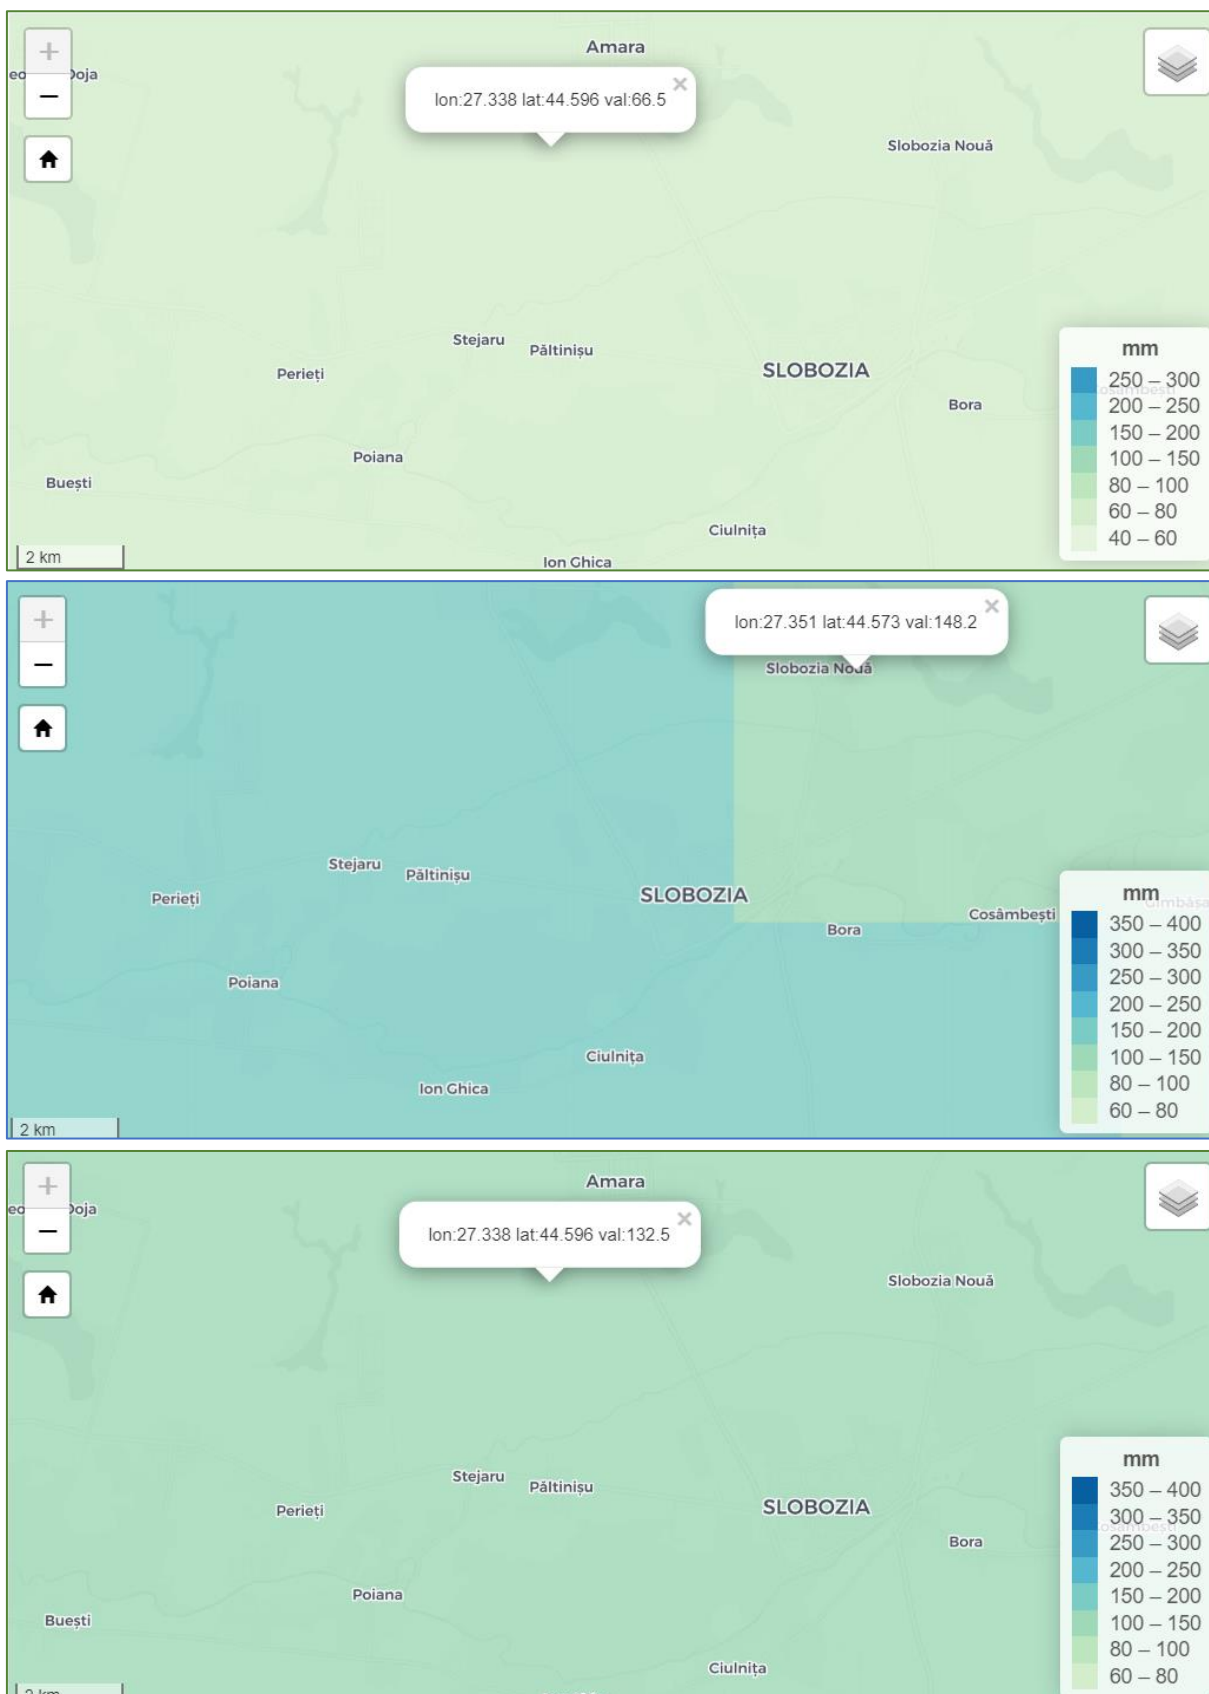 Amara
+
eo Doja
lon:27.338 lat:44.596 val:66.5 ×
−
Slobozia Nouă
Stejaru
Păltinișu
Perieți
SLOBOZIA
mm
250 – 300
200 – 250
150 – 200
100 – 150
80 – 100
60 – 80
40 – 60
Bora
Poiana
Buești
Ciulnița
2 km
Ion Ghica
+
lon:27.351 lat:44.573 val:148.2 ×
−
Slobozia Nouă
Stejaru
Păltinișu
Perieți
SLOBOZIA
mm
350 – 400
300 – 350
250 – 300
200 – 250
150 – 200
100 – 150
80 – 100
60 – 80
Cosâmbești
Bora
Poiana
Ciulnița
Ion Ghica
2 km
+
Amara
eo Doja
lon:27.338 lat:44.596 val:132.5 ×
−
Slobozia Nouă
Stejaru
Păltinișu
Perieți
SLOBOZIA
mm
350 – 400
300 – 350
250 – 300
200 – 250
150 – 200
100 – 150
80 – 100
60 – 80
Bora
Poiana
Buești
Ciulnița
2 km